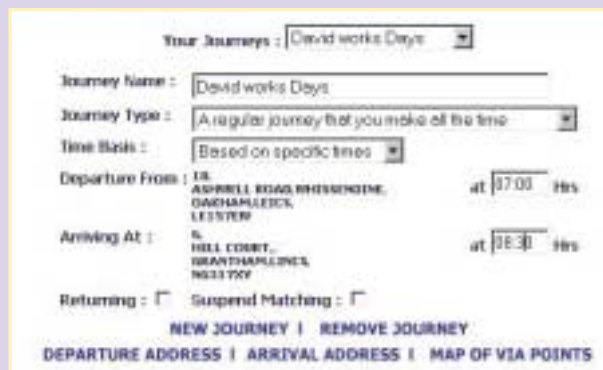 Your Journeys : David works Days
Journey Name : David works Days
Journey Type : A regular journey that you make all the time
Time Basis : Based on specific times
Departure From : at 07:00 Hrs
ASHWELL ROAD, WHISSENDINE,
OAKHAM, LEICS,
Arriving At : at 08:30 Hrs
HILL COURT,
GRANTHAM, LINCS,
Returning : Suspend Matching :
NEW JOURNEY | REMOVE JOURNEY
DEPARTURE ADDRESS | ARRIVAL ADDRESS | MAP OF VIA POINTS